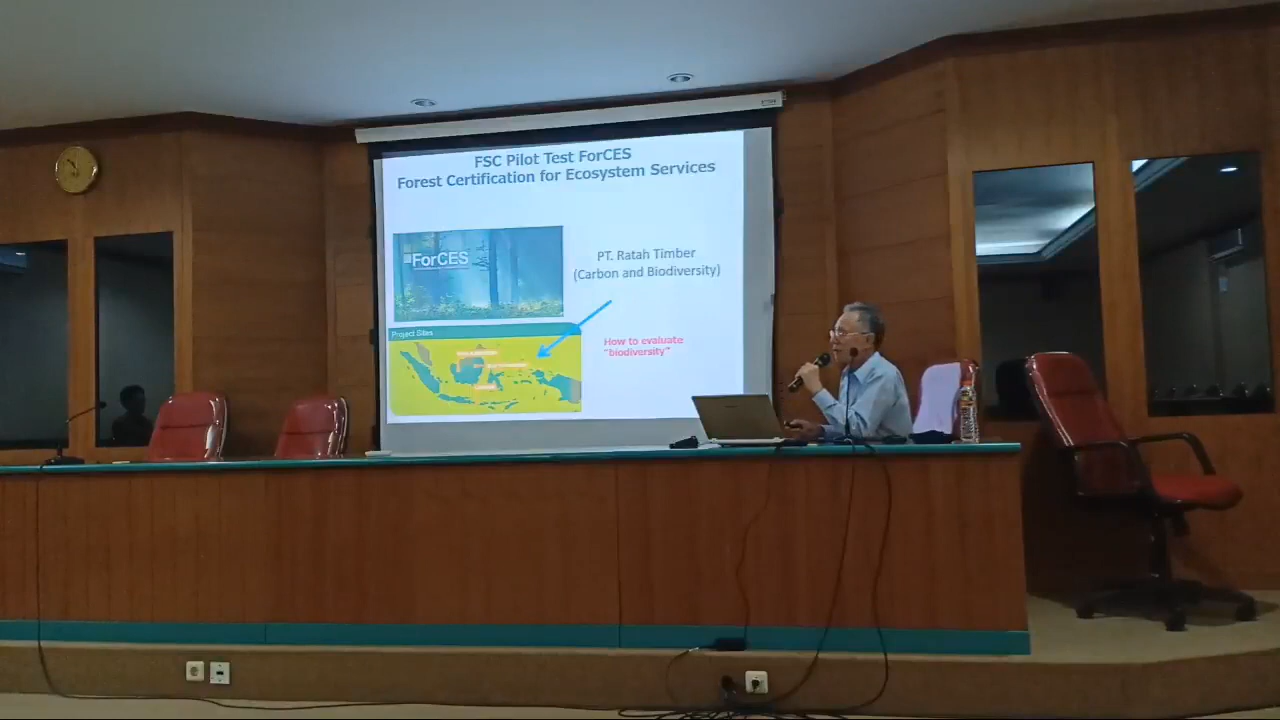 FSC Pilot Test ForCES
Forest Certification for Ecosystem Services
ForCES
PT. Ratah Timber
(Carbon and Biodiversity)
Project Sites
How to evaluate
"biodiversity"